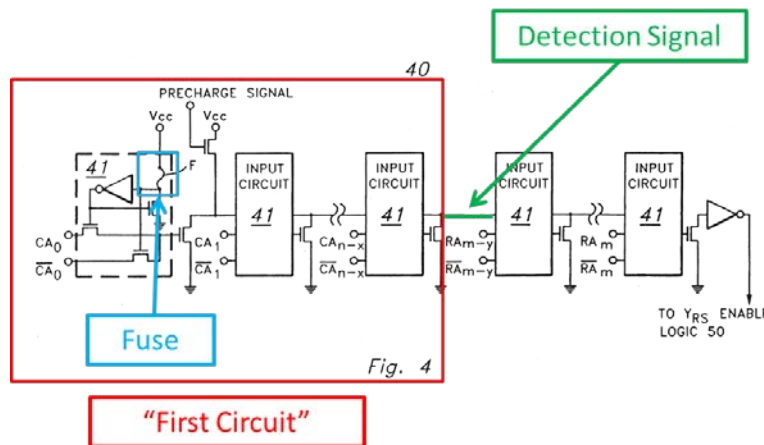 Detection Signal
40
PRECHARGE SIGNAL
Vcc
Vcc
41
F
INPUT CIRCUIT
41
INPUT CIRCUIT
41
INPUT CIRCUIT
41
INPUT CIRCUIT
41
CA0
CA0
CA1
CA1
CAn-x
CAn-x
RAm-y
RAm-y
RAm
RAm
TO YRS ENABLE
LOGIC 50
Fuse
Fig. 4
"First Circuit"